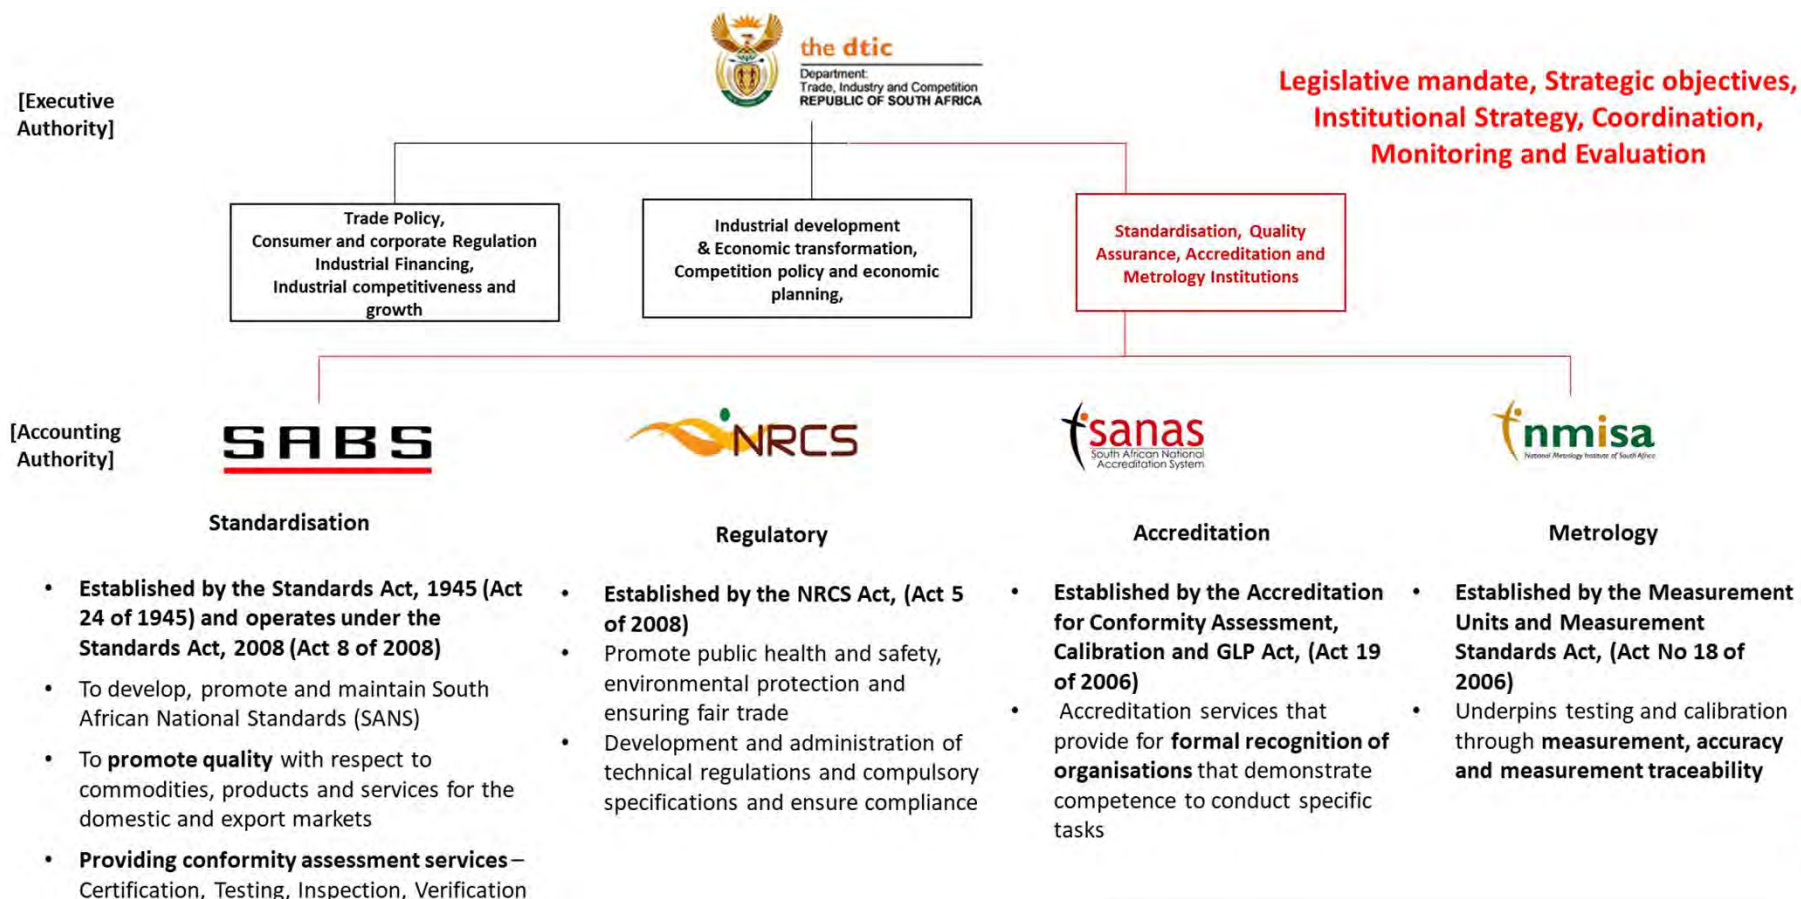 the dtic
Department:
Trade, Industry and Competition
REPUBLIC OF SOUTH AFRICA
[Executive
Authority]
Legislative mandate, Strategic objectives,
Institutional Strategy, Coordination,
Monitoring and Evaluation
Trade Policy,
Consumer and corporate Regulation
Industrial Financing,
Industrial competitiveness and
growth
Industrial development
& Economic transformation,
Competition policy and economic
planning,
Standardisation, Quality
Assurance, Accreditation and
Metrology Institutions
[Accounting
Authority]
SABS
NRCS
sanas
South African National
Accreditation System
nmisa
National Metrology Institute of South Africa
Standardisation
• Established by the Standards Act, 1945 (Act
24 of 1945) and operates under the
Standards Act, 2008 (Act 8 of 2008)
• To develop, promote and maintain South
African National Standards (SANS)
• To promote quality with respect to
commodities, products and services for the
domestic and export markets
• Providing conformity assessment services –
Certification, Testing, Inspection, Verification
Regulatory
• Established by the NRCS Act, (Act 5
of 2008)
• Promote public health and safety,
environmental protection and
ensuring fair trade
• Development and administration of
technical regulations and compulsory
specifications and ensure compliance
Accreditation
• Established by the Accreditation
for Conformity Assessment,
Calibration and GLP Act, (Act 19
of 2006)
• Accreditation services that
provide for formal recognition of
organisations that demonstrate
competence to conduct specific
tasks
Metrology
• Established by the Measurement
Units and Measurement
Standards Act, (Act No 18 of
2006)
• Underpins testing and calibration
through measurement, accuracy
and measurement traceability